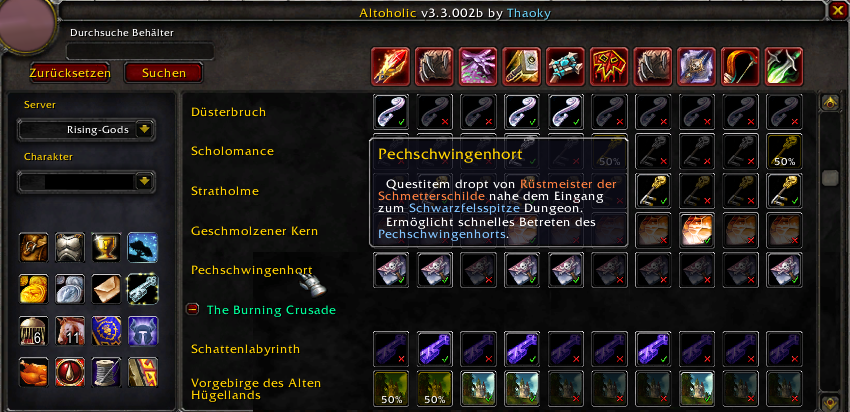 Altoholic v3.3.002b by Thaoky
Durchsuche Behälter
Zurücksetzen
Suchen
Server
Rising-Gods
Charakter
6
11
Düsterbruch
Scholomance
50%
50%
Stratholme
Geschmolzener Kern
Pechschwingenhort
Pechschwingenhort
Questitem dropt von Rüstmeister der
Schmetterschilde nahe dem Eingang
zum Schwarzfelsspitze Dungeon.
Ermöglicht schnelles Betreten des
Pechschwingenhorts.
The Burning Crusade
Schattenlabyrinth
Vorgebirge des Alten
Hügellands
50%
50%